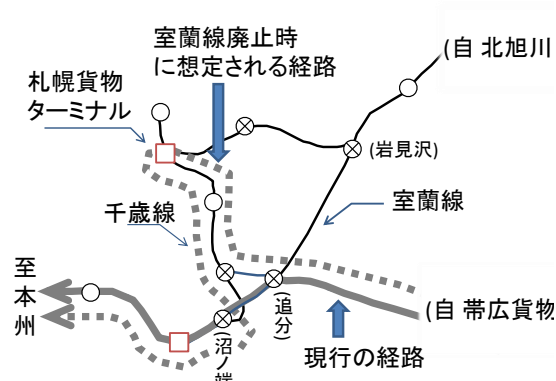 室蘭線廃止時
に想定される経路
(自 北旭川
札幌貨物
ターミナル
(岩見沢)
千歳線
室蘭線
至本州
(追分)
(自 帯広貨物
(沼ノ端
現行の経路